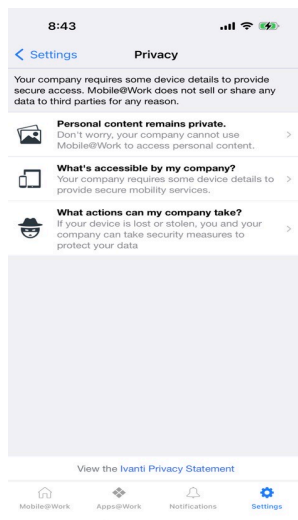 8:43
Settings
Privacy
Your company requires some device details to provide
secure access. Mobile@Work does not sell or share any
data to third parties for any reason.
Personal content remains private.
Don't worry, your company cannot use
Mobile@Work to access personal content.
What's accessible by my company?
Your company requires some device details to
provide secure mobility services.
What actions can my company take?
If your device is lost or stolen, you and your
company can take security measures to
protect your data
View the Ivanti Privacy Statement
Mobile@Work
Apps@Work
Notifications
Settings